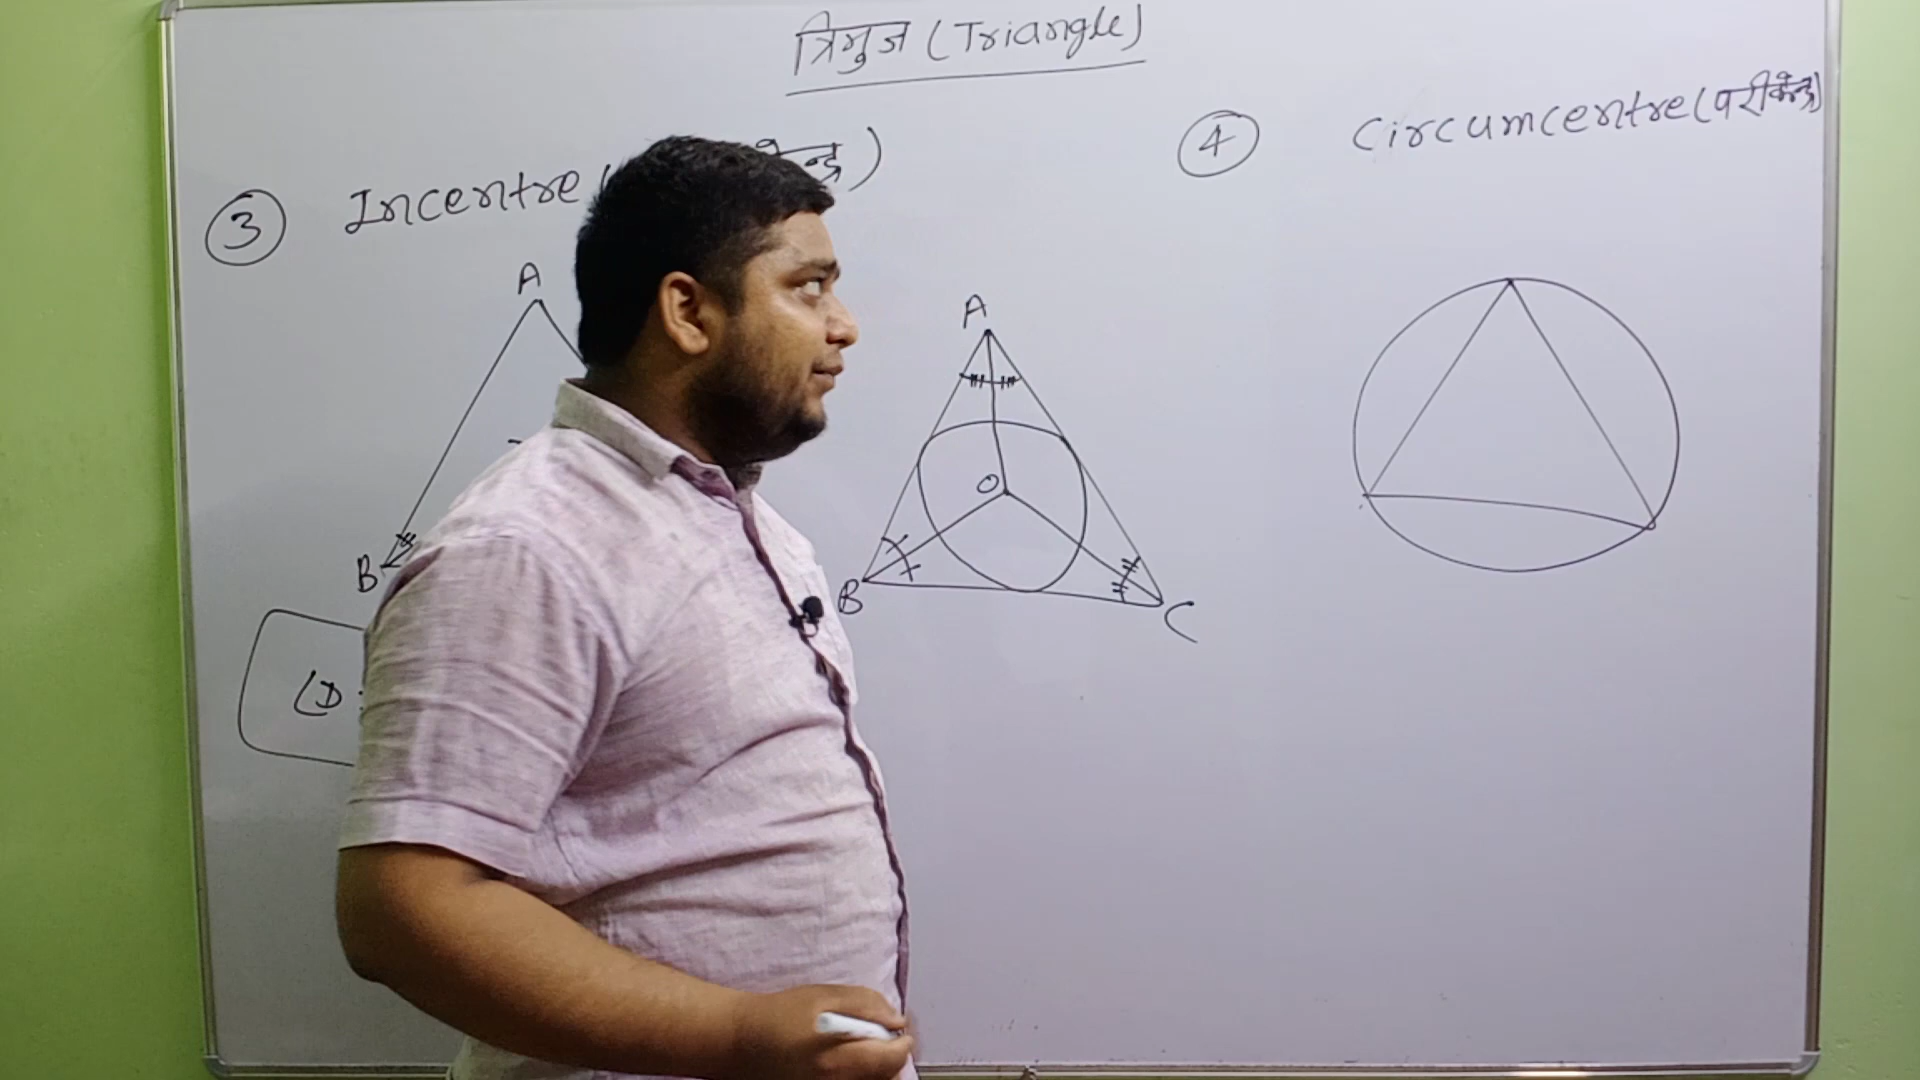 त्रिभुज (Triangle)
③ Incentre (
④ Circumcentre (परीकेन्द्र)
A
B
A
O
B
C
(D :